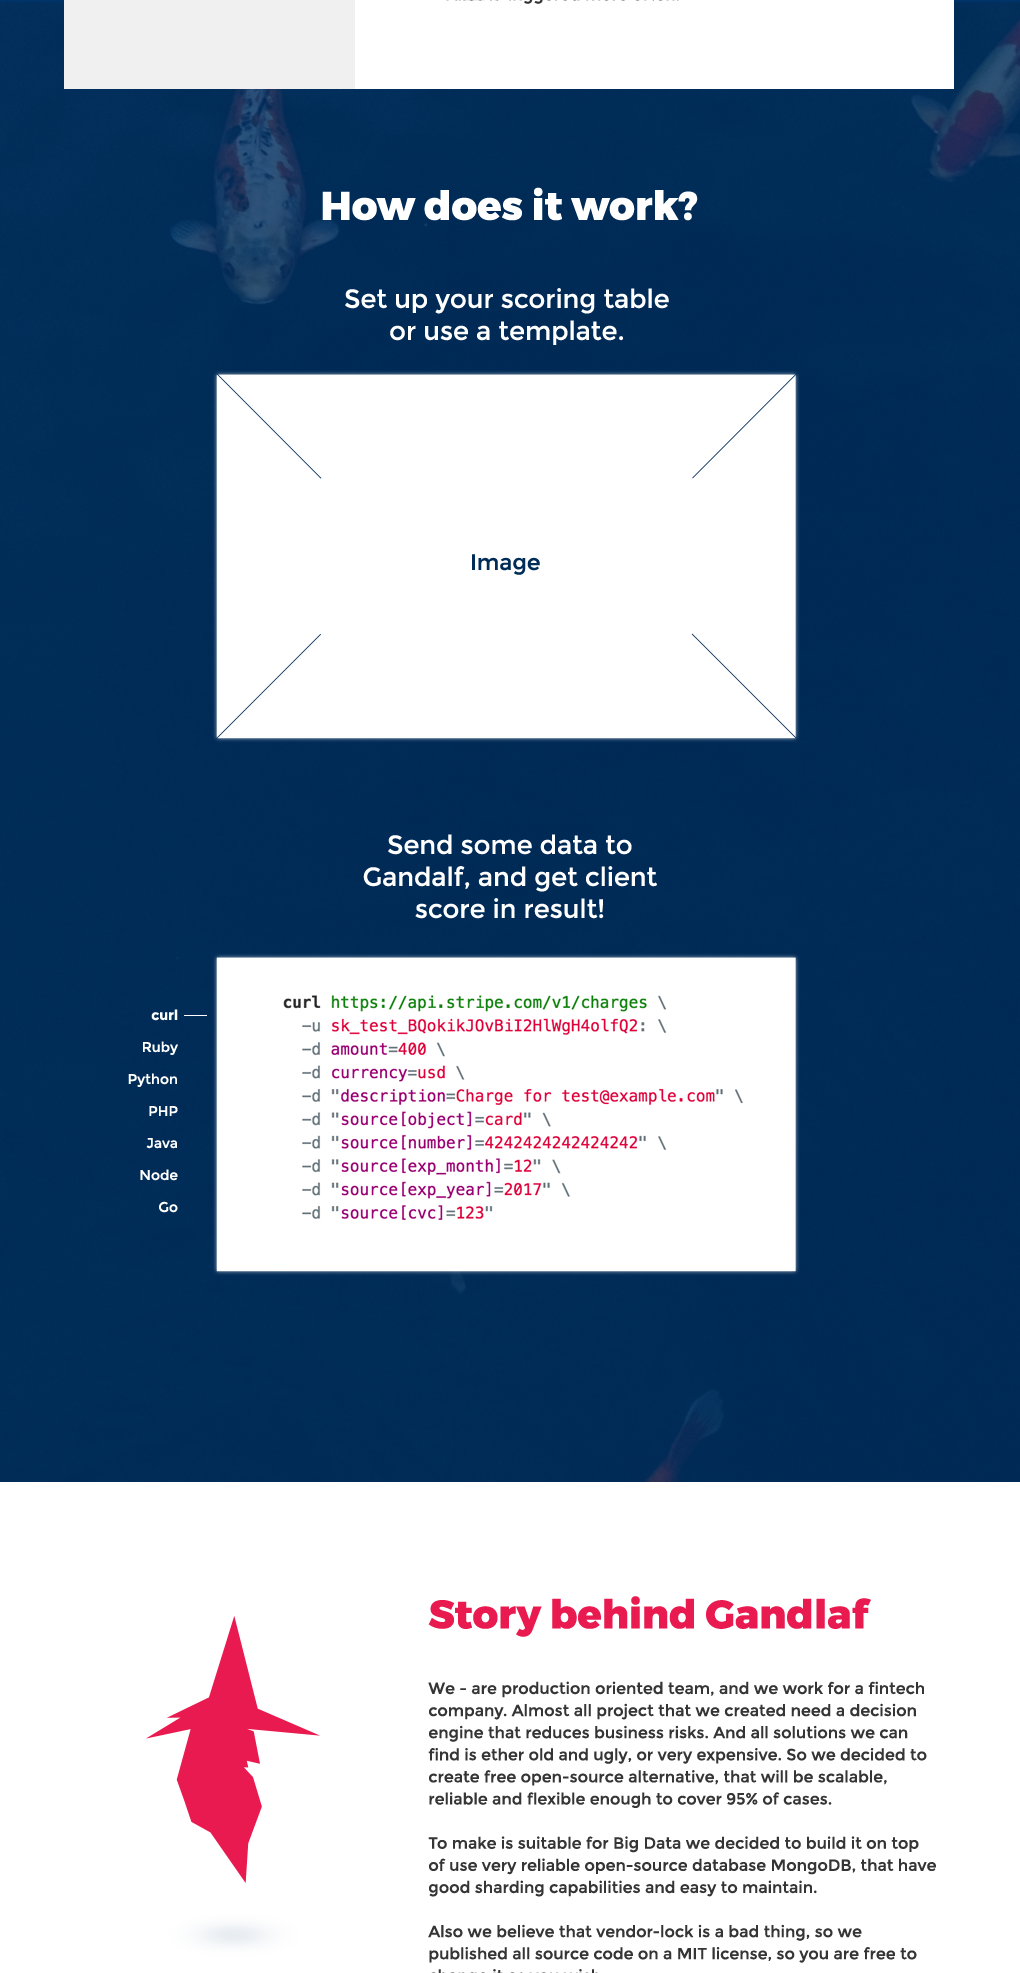 How does it work?
Set up your scoring table
or use a template.
Image
Send some data to
Gandalf, and get client
score in result!
curl
Ruby
Python
PHP
Java
Node
Go
curl https://api.stripe.com/v1/charges \
-u sk_test_BQokikJOvBiI2HlWgH4olfQ2: \
-d amount=400 \
-d currency=usd \
-d "description=Charge for test@example.com" \
-d "source[object]=card" \
-d "source[number]=4242424242424242" \
-d "source[exp_month]=12" \
-d "source[exp_year]=2017" \
-d "source[cvc]=123"
Story behind Gandlaf
We - are production oriented team, and we work for a fintech
company. Almost all project that we created need a decision
engine that reduces business risks. And all solutions we can
find is ether old and ugly, or very expensive. So we decided to
create free open-source alternative, that will be scalable,
reliable and flexible enough to cover 95% of cases.
To make is suitable for Big Data we decided to build it on top
of use very reliable open-source database MongoDB, that have
good sharding capabilities and easy to maintain.
Also we believe that vendor-lock is a bad thing, so we
published all source code on a MIT license, so you are free to